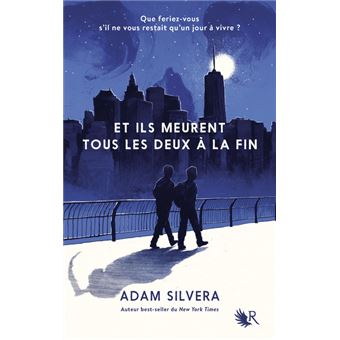 Que feriez-vous
s'il ne vous restait qu'un jour à vivre ?
ET ILS MEURENT
TOUS LES DEUX À LA FIN
ADAM SILVERA
Auteur best-seller du New York Times
R